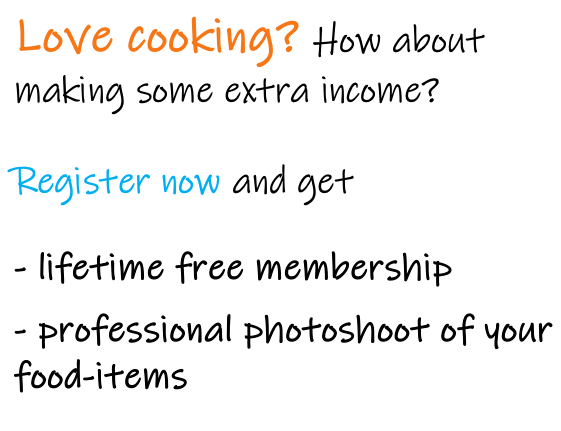 Love cooking? How about
making some extra income?
Register now and get
- lifetime free membership
- professional photoshoot of your
food-items